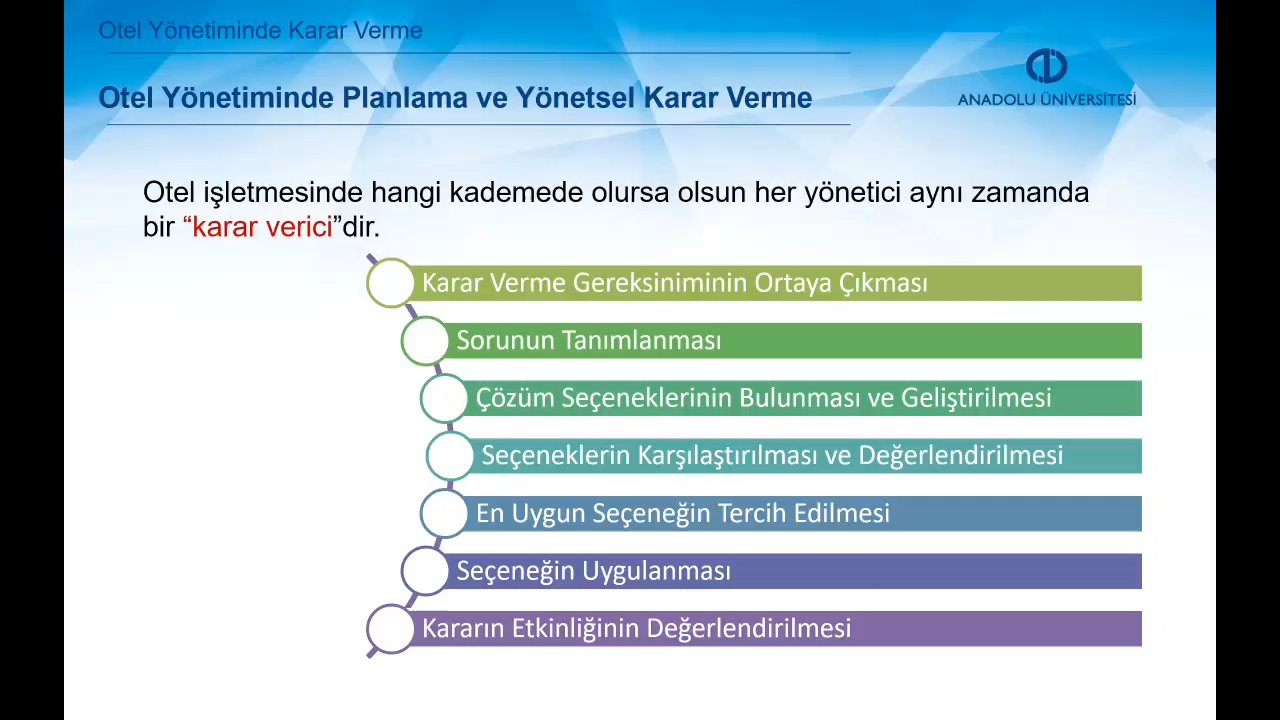 Otel Yönetiminde Karar Verme
Otel Yönetiminde Planlama ve Yönetsel Karar Verme
ANADOLU ÜNİVERSİTESİ
Otel işletmesinde hangi kademede olursa olsun her yönetici aynı zamanda
bir “karar verici”dir.
Karar Verme Gereksiniminin Ortaya Çıkması
Sorunun Tanımlanması
Çözüm Seçeneklerinin Bulunması ve Geliştirilmesi
Seçeneklerin Karşılaştırılması ve Değerlendirilmesi
En Uygun Seçeneğin Tercih Edilmesi
Seçeneğin Uygulanması
Kararın Etkinliğinin Değerlendirilmesi